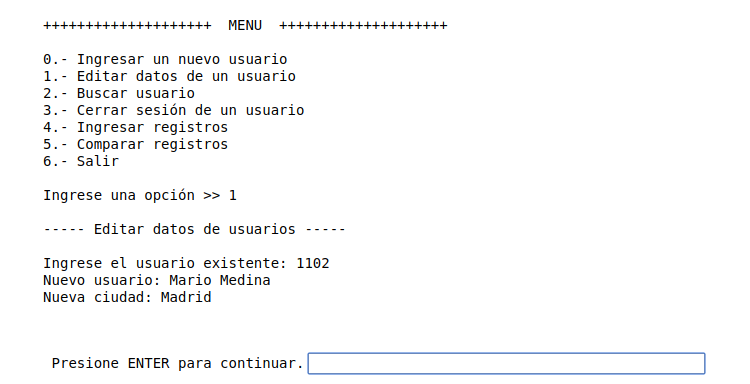 ++++++++++++++++++++  MENU  ++++++++++++++++++++
0.- Ingresar un nuevo usuario
1.- Editar datos de un usuario
2.- Buscar usuario
3.- Cerrar sesión de un usuario
4.- Ingresar registros
5.- Comparar registros
6.- Salir
Ingrese una opción >> 1
----- Editar datos de usuarios -----
Ingrese el usuario existente: 1102
Nuevo usuario: Mario Medina
Nueva ciudad: Madrid
Presione ENTER para continuar.